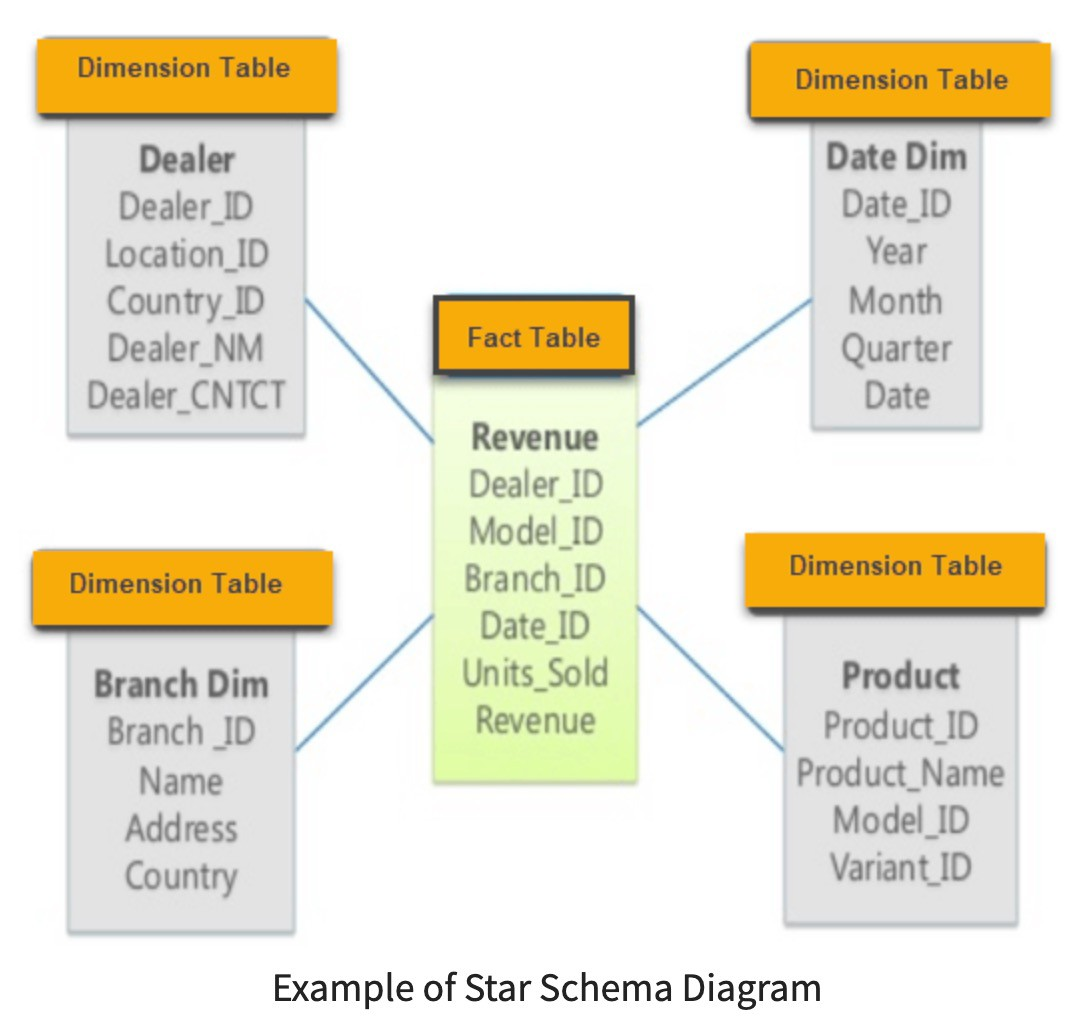 Dimension Table
Dealer
Dealer_ID
Location_ID
Country_ID
Dealer_NM
Dealer_CNTCT
Dimension Table
Date Dim
Date_ID
Year
Month
Quarter
Date
Fact Table
Revenue
Dealer_ID
Model_ID
Branch_ID
Date_ID
Units_Sold
Revenue
Dimension Table
Branch Dim
Branch _ID
Name
Address
Country
Dimension Table
Product
Product_ID
Product_Name
Model_ID
Variant_ID
Example of Star Schema Diagram